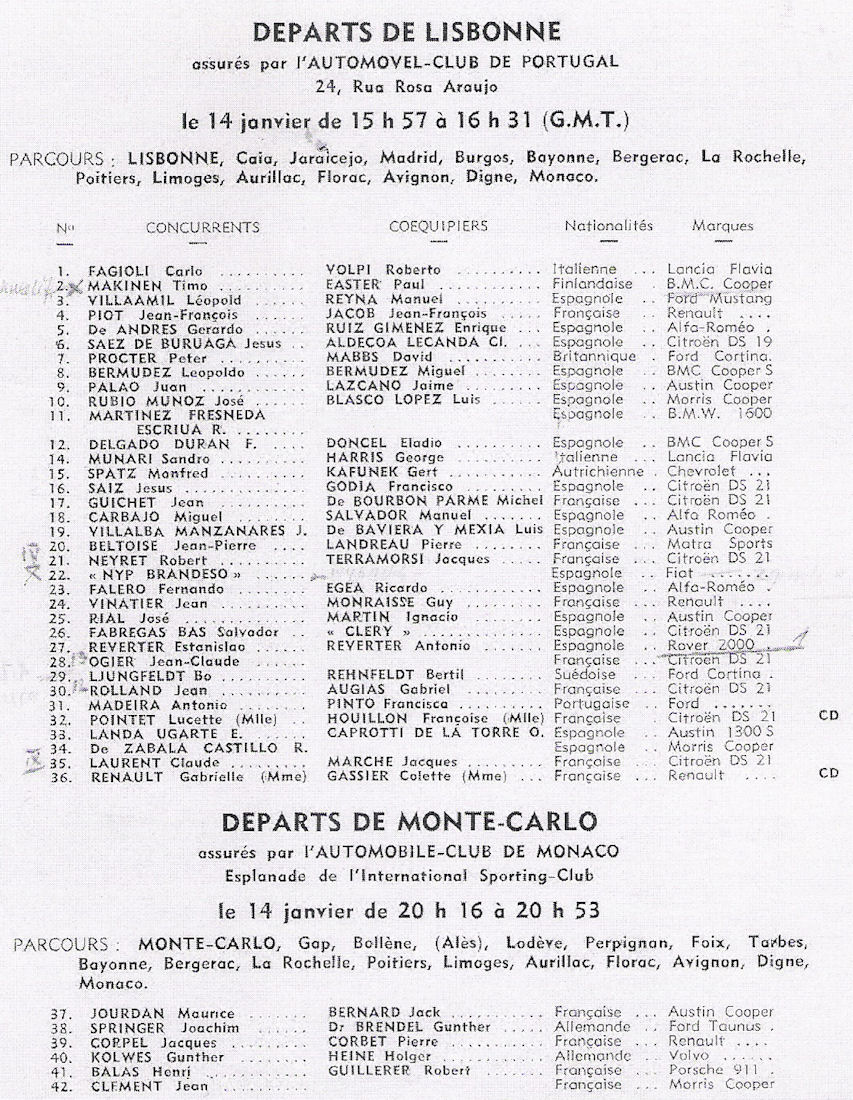 DEPARTS DE LISBONNE
assurés par l'AUTOMOVEL-CLUB DE PORTUGAL
24, Rua Rosa Araujo
le 14 janvier de 15 h 57 à 16 h 31 (G.M.T.)
PARCOURS : LISBONNE, Caia, Jaraicejo, Madrid, Burgos, Bayonne, Bergerac, La Rochelle,
Poitiers, Limoges, Aurillac, Florac, Avignon, Digne, Monaco.
No CONCURRENTS COEQUIPIERS Nationalités Marques
1. FAGIOLI Carlo .......... VOLPI Roberto .......... Italienne ... Lancia Flavia
2. MAKINEN Timo .......... EASTER Paul .......... Finlandaise . B.M.C. Cooper
3. VILLAAMIL Léopold ....... REYNA Manuel .......... Espagnole ... Ford Mustang
4. PIOT Jean-François ....... JACOB Jean-François ....... Française ... Renault ....
5. De ANDRES Gerardo ....... RUIZ GIMENEZ Enrique ... Espagnole .. Alfa-Roméo .
6. SAEZ DE BURUAGA Jesus .. ALDECOA LECANDA Cl. ... Espagnole .. Citroën DS 19
7. PROCTER Peter .......... MABBS David .......... Britannique . Ford Cortina.
8. BERMUDEZ Leopoldo ....... BERMUDEZ Miguel ....... Espagnole .. BMC Cooper S
9. PALAO Juan .......... LAZCANO Jaime .......... Espagnole .. Austin Cooper
10. RUBIO MUNOZ José ....... BLASCO LOPEZ Luis ....... Espagnole .. Morris Cooper
11. MARTINEZ FRESNEDA Espagnole .. B.M.W. 1600
ESCRIUA R. ........
12. DELGADO DURAN F. ....... DONCEL Eladio .......... Espagnole .. BMC Cooper S
14. MUNARI Sandro .......... HARRIS George .......... Italienne ... Lancia Flavia
15. SPATZ Manfred .......... KAFUNEK Gert .......... Autrichienne . Chevrolet ...
16. SAIZ Jesus .......... GODIA Francisco .......... Espagnole .. Citroën DS 21
17. GUICHET Jean .......... De BOURBON PARME Michel Française ... Citroën DS 21
18. CARBAJO Miguel .......... SALVADOR Manuel ....... Espagnole .. Alfa Roméo .
19. VILLALBA MANZANARES J. De BAVIERA Y MEXIA Luis Espagnole .. Austin Cooper
20. BELTOISE Jean-Pierre ....... LANDREAU Pierre .......... Française ... Matra Sports
21. NEYRET Robert .......... TERRAMORSI Jacques ....... Française ... Citroën DS 21
22. « NYP BRANDESO » ....... Espagnole .. Fiat .......
23. FALERO Fernando ....... EGEA Ricardo .......... Espagnole .. Alfa-Roméo .
24. VINATIER Jean .......... MONRAISSE Guy .......... Française ... Renault ....
25. RIAL José .......... MARTIN Ignacio .......... Espagnole .. Austin Cooper
26. FABREGAS BAS Salvador .. « CLERY » .......... Espagnole .. Citroën DS 21
27. REVERTER Estanislao ....... REVERTER Antonio ....... Espagnole .. Rover 2000 ..
28. OGIER Jean-Claude ....... Française ... Citroën DS 21
29. LJUNGFELDT Bo .......... REHNFELDT Bertil .......... Suédoise ... Ford Cortina .
30. ROLLAND Jean .......... AUGIAS Gabriel .......... Française ... .......
31. MADEIRA Antonio .......... PINTO Francisca .......... Portugaise .. Ford .......
32. POINTET Lucette (Mlle) .. HOUILLON Françoise (Mlle) Française .. Citroën DS 21 CD
33. LANDA UGARTE E. ....... CAPROTTI DE LA TORRE O. Espagnole .. Austin 1300 S
34. De ZABALA CASTILLO R. Espagnole .. Morris Cooper
35. LAURENT Claude .......... MARCHE Jacques .......... Française ... Citroën DS 21
36. RENAULT Gabrielle (Mme) GASSIER Colette (Mme) ... Française ... Renault .... CD
DEPARTS DE MONTE-CARLO
assurés par l'AUTOMOBILE-CLUB DE MONACO
Esplanade de l'International Sporting-Club
le 14 janvier de 20 h 16 à 20 h 53
PARCOURS : MONTE-CARLO, Gap, Bollène, (Alès), Lodève, Perpignan, Foix, Tarbes,
Bayonne, Bergerac, La Rochelle, Poitiers, Limoges, Aurillac, Florac, Avignon, Digne,
Monaco.
37. JOURDAN Maurice ....... BERNARD Jack .......... Française ... Austin Cooper
38. SPRINGER Joachim ....... Dr BRENDEL Gunther ..... Allemande .. Ford Taunus .
39. COPPEL Jacques .......... CORBET Pierre .......... Française ... Renault ....
40. KOLWES Gunther ....... HEINE Holger .......... Allemande .. Volvo ......
41. BALAS Henri .......... GUILLERER Robert ....... Française ... Porsche 911 .
42. CLEMENT Jean .......... Française ... Morris Cooper